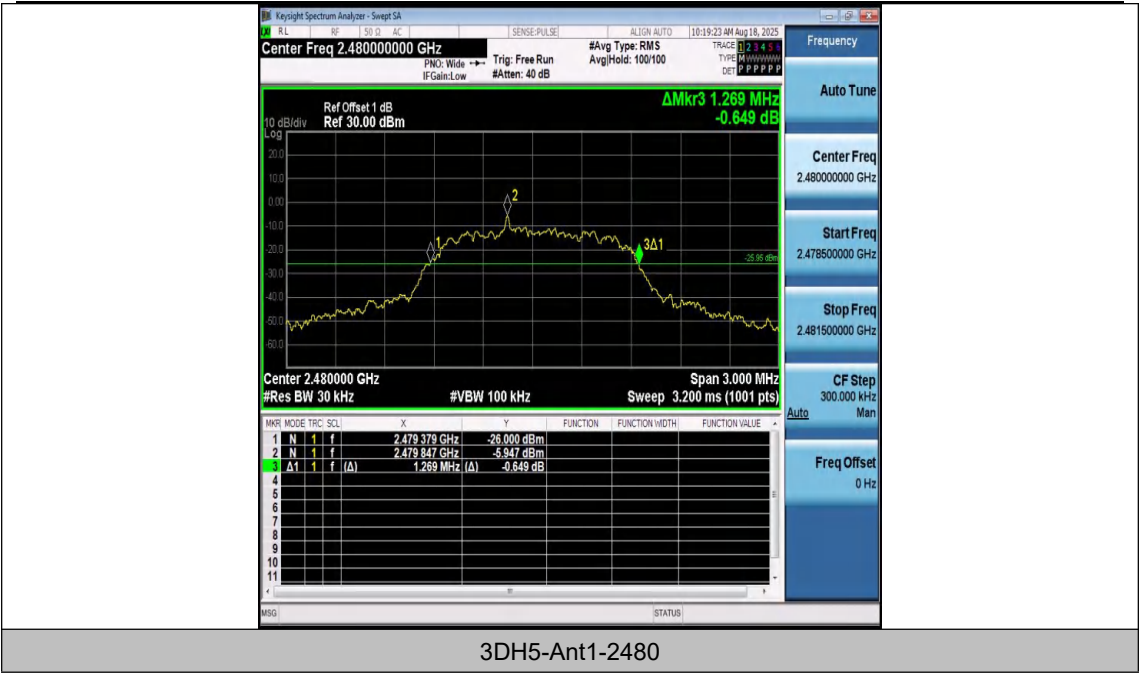 Keysight Spectrum Analyzer - Swept SA
RL RF 50 Ω AC SENSE:PULSE ALIGN AUTO 10:19:23 AM Aug 18, 2025
Center Freq 2.480000000 GHz
PNO: Wide
IFGain:Low
Trig: Free Run
#Atten: 40 dB
#Avg Type: RMS
Avg|Hold: 100/100
TRACE 1 2 3 4 5 6
TYPE M
DET P P P P P P
ΔMkr3 1.269 MHz
-0.649 dB
Ref Offset 1 dB
10 dB/div Ref 30.00 dBm
Log
20.0
10.0
0.00
-10.0
-20.0
-30.0
-40.0
-50.0
-60.0
1
2
3Δ1
-25.95 dBm
Center 2.480000 GHz Span 3.000 MHz
#Res BW 30 kHz #VBW 100 kHz Sweep 3.200 ms (1001 pts)
MKR MODE TRC SCL X Y FUNCTION FUNCTION WIDTH FUNCTION VALUE
1 N 1 f 2.479 379 GHz -26.000 dBm
2 N 1 f 2.479 847 GHz -5.947 dBm
3 Δ1 1 f (Δ) 1.269 MHz (Δ) -0.649 dB
4
5
6
7
8
9
10
11
MSG STATUS
Frequency
Auto Tune
Center Freq
2.480000000 GHz
Start Freq
2.478500000 GHz
Stop Freq
2.481500000 GHz
CF Step
300.000 kHz
Auto Man
Freq Offset
0 Hz
3DH5-Ant1-2480